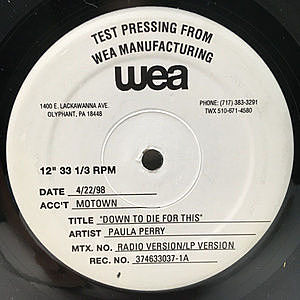 TEST PRESSING FROM
WEA MANUFACTURING
wea
1400 E. LACKAWANNA AVE.
OLYPHANT, PA 18448
PHONE: (717) 383-3291
TWX 510-671-4580
12" 33 1/3 RPM
DATE 4/22/98
ACC'T MOTOWN
TITLE "DOWN TO DIE FOR THIS"
ARTIST PAULA PERRY
MTX. NO. RADIO VERSION/LP VERSION
REC. NO. 374633037-1A